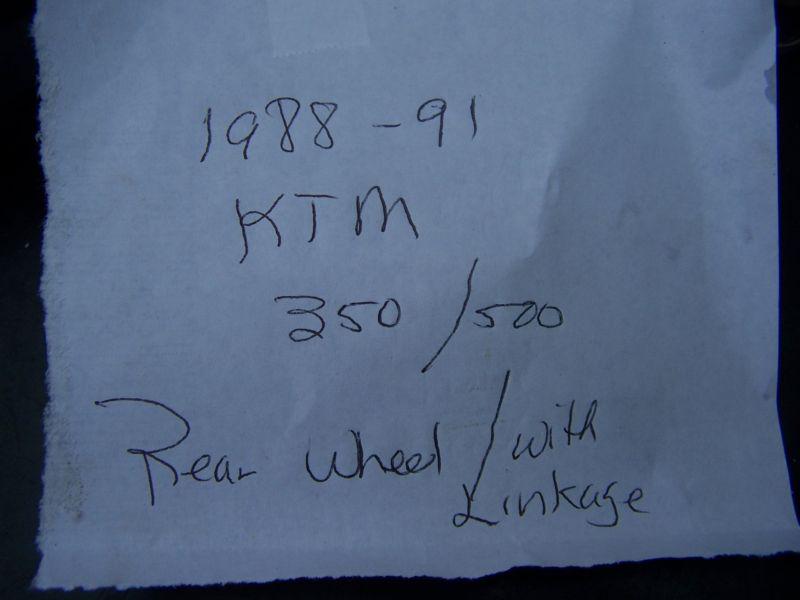 1988 - 91
KTM
350 / 500
Rear Wheel / with
Linkage